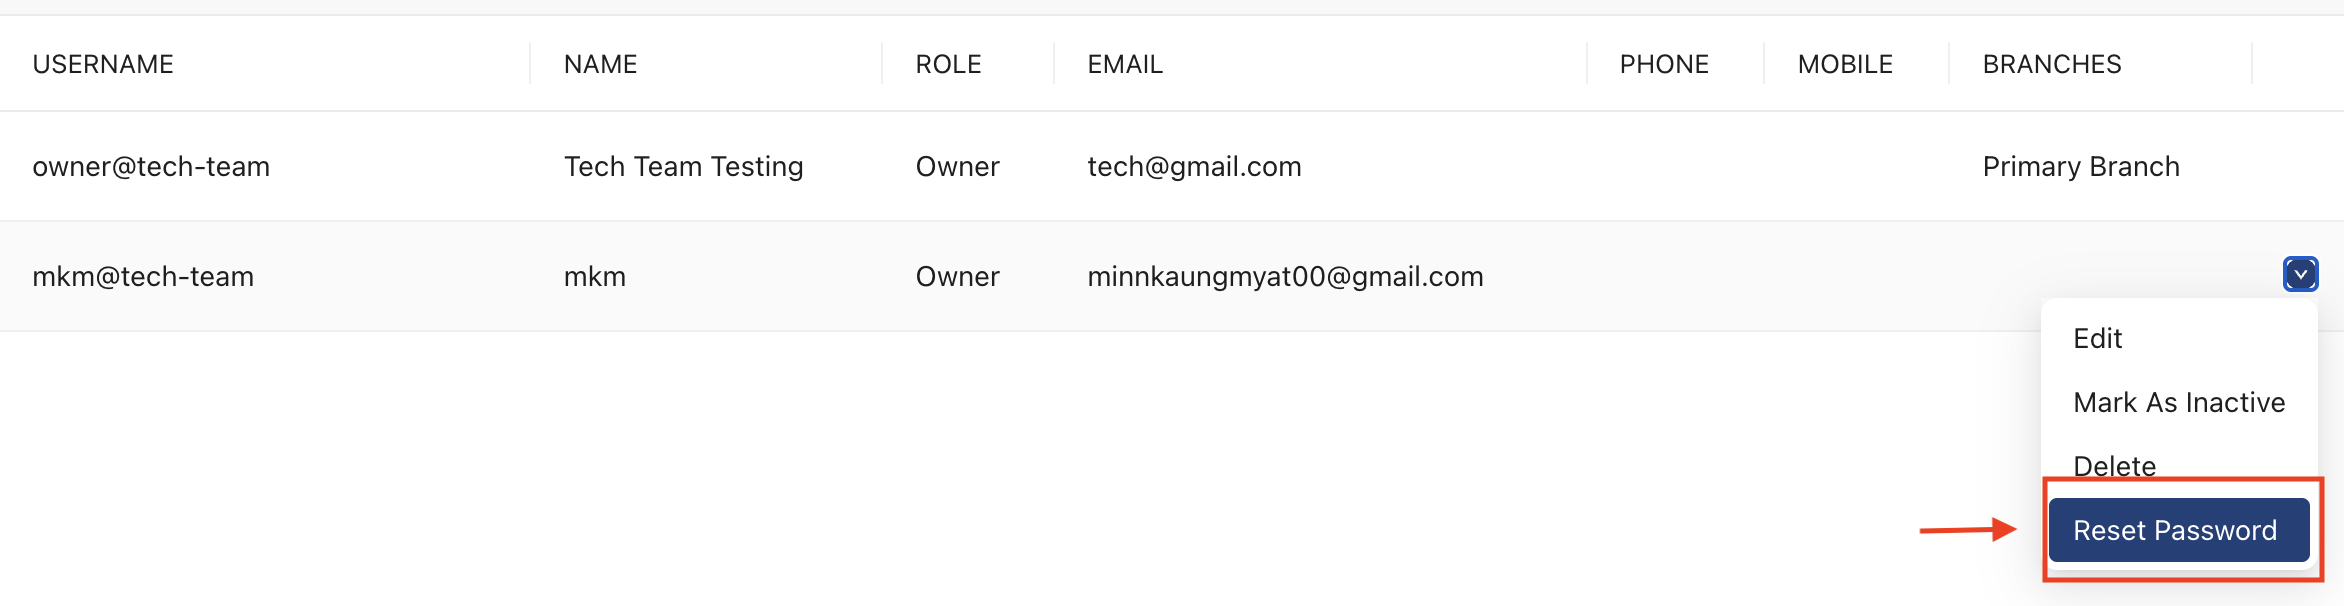 USERNAME NAME ROLE EMAIL PHONE MOBILE BRANCHES
owner@tech-team Tech Team Testing Owner tech@gmail.com Primary Branch
mkm@tech-team mkm Owner minnkaungmyat00@gmail.com
Edit
Mark As Inactive
Delete
Reset Password